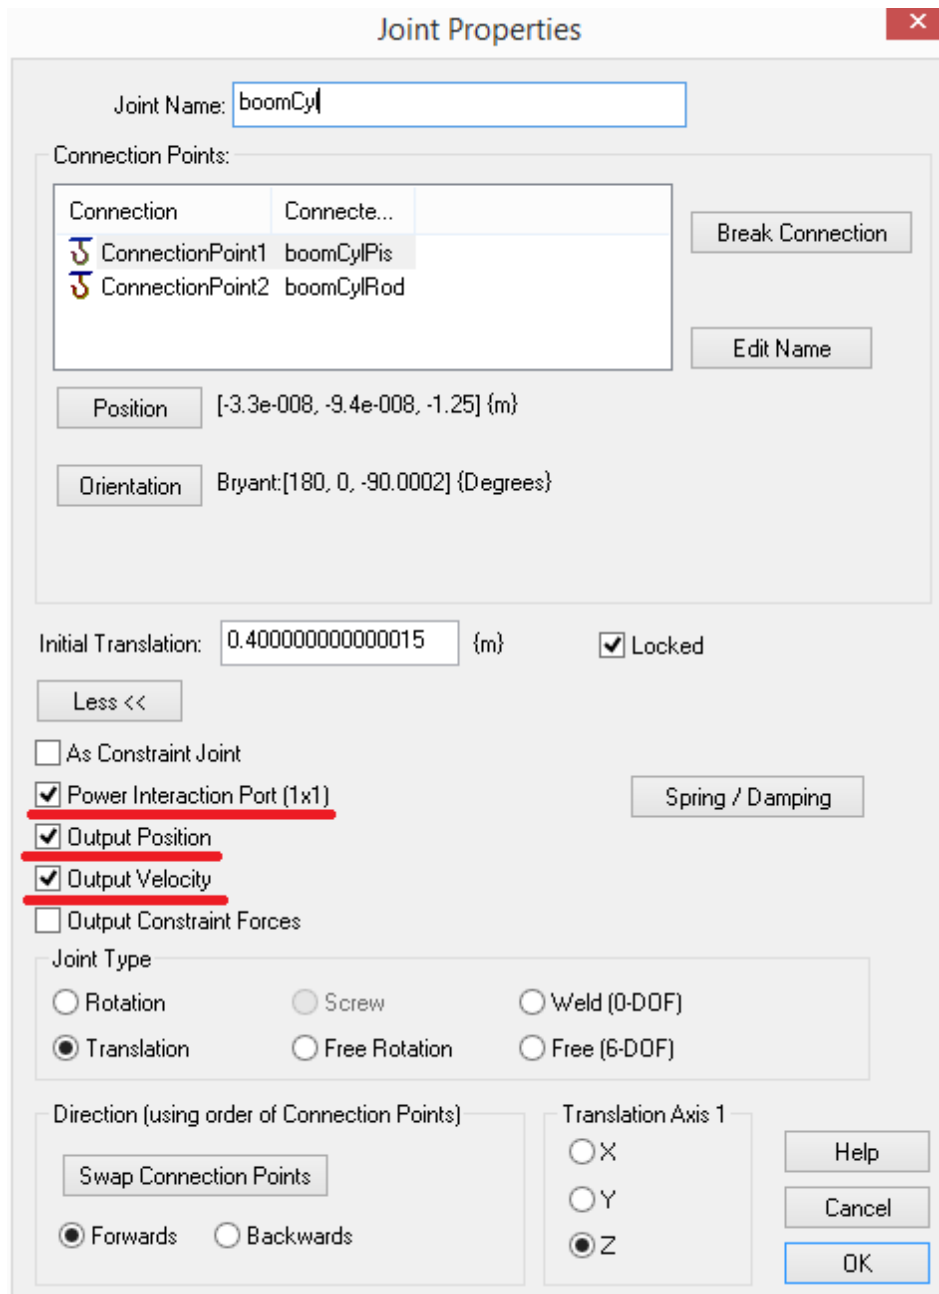 Joint Properties
Joint Name: boomCyl
Connection Points:
Connection Connecte...
ConnectionPoint1 boomCylPis
ConnectionPoint2 boomCylRod
Break Connection
Edit Name
Position [-3.3e-008, -9.4e-008, -1.25] {m}
Orientation Bryant:[180, 0, -90.0002] {Degrees}
Initial Translation: 0.400000000000015 {m} Locked
Less <<
As Constraint Joint
Power Interaction Port (1x1) Spring / Damping
Output Position
Output Velocity
Output Constraint Forces
Joint Type
Rotation Screw Weld (0-DOF)
Translation Free Rotation Free (6-DOF)
Direction (using order of Connection Points)
Swap Connection Points
Forwards Backwards
Translation Axis 1
X
Y
Z
Help
Cancel
OK